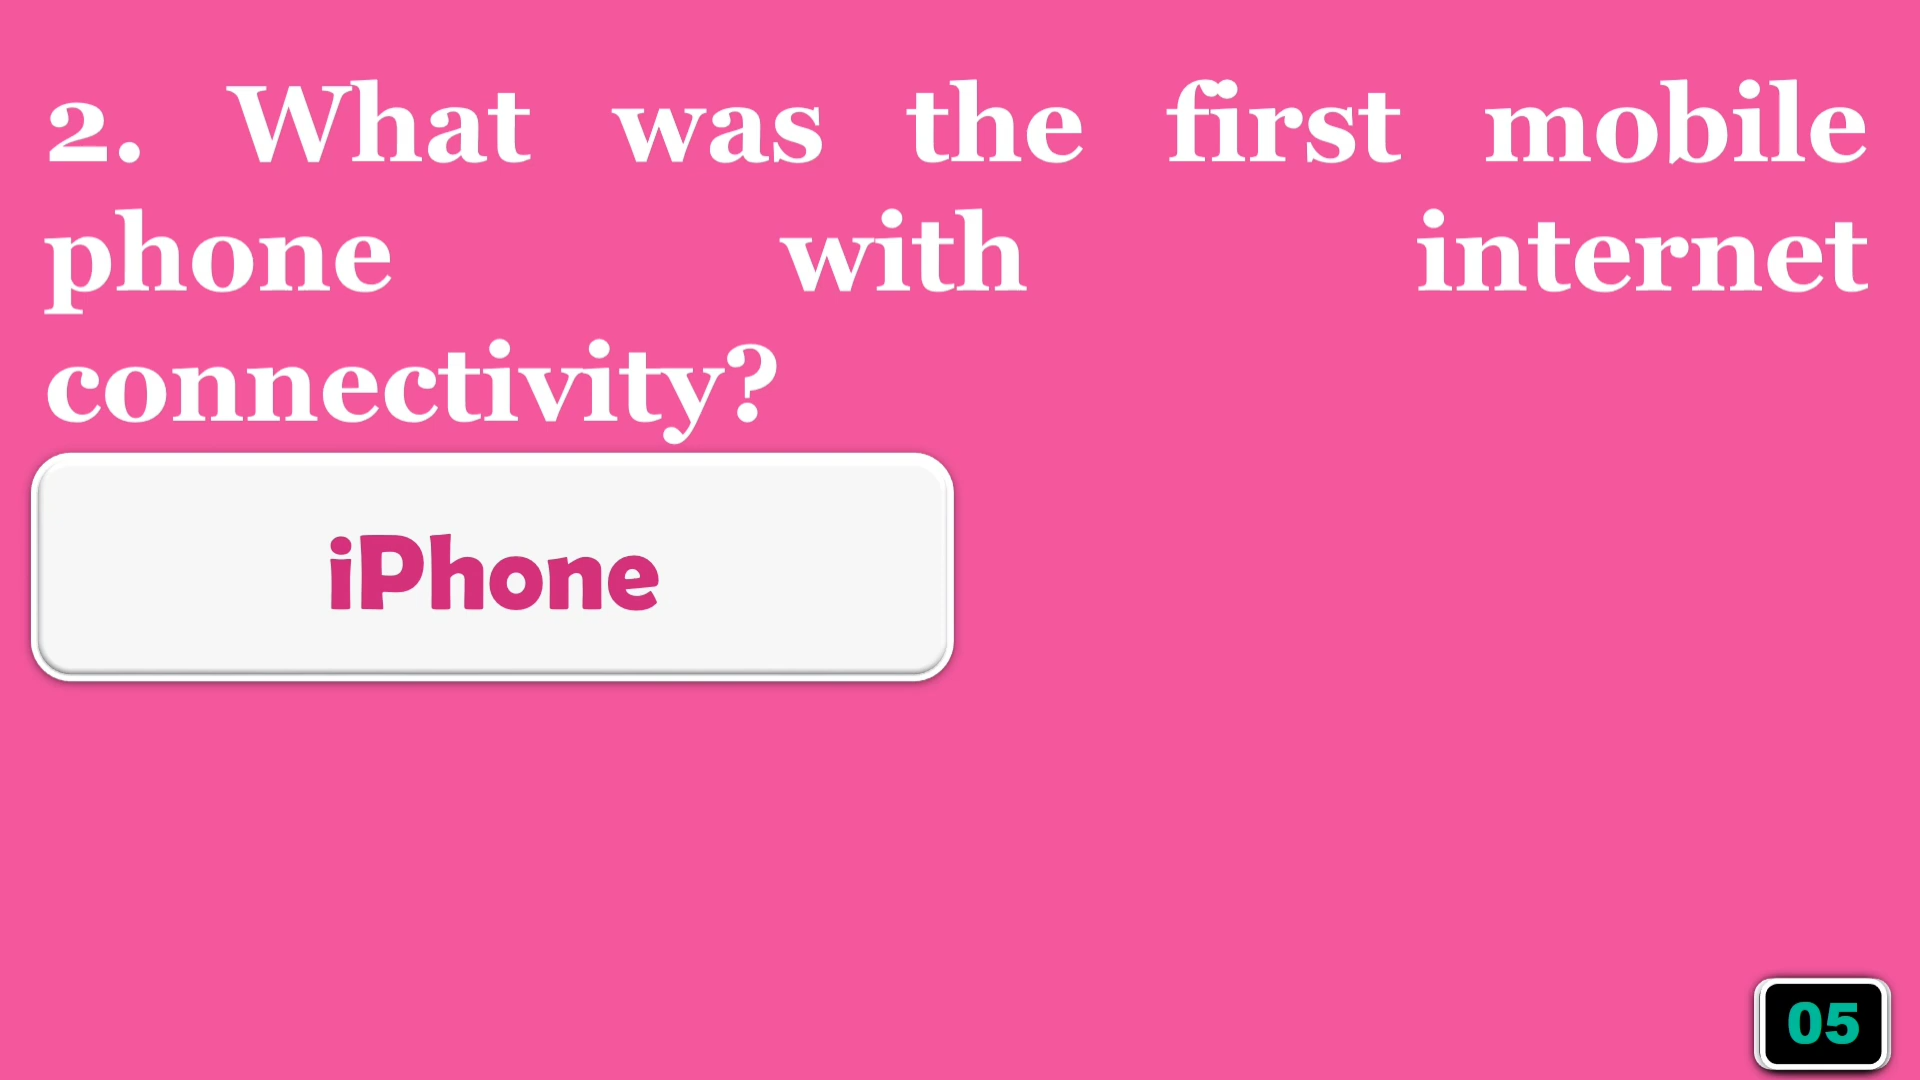 2. What was the first mobile
phone with internet
connectivity?
iPhone
05